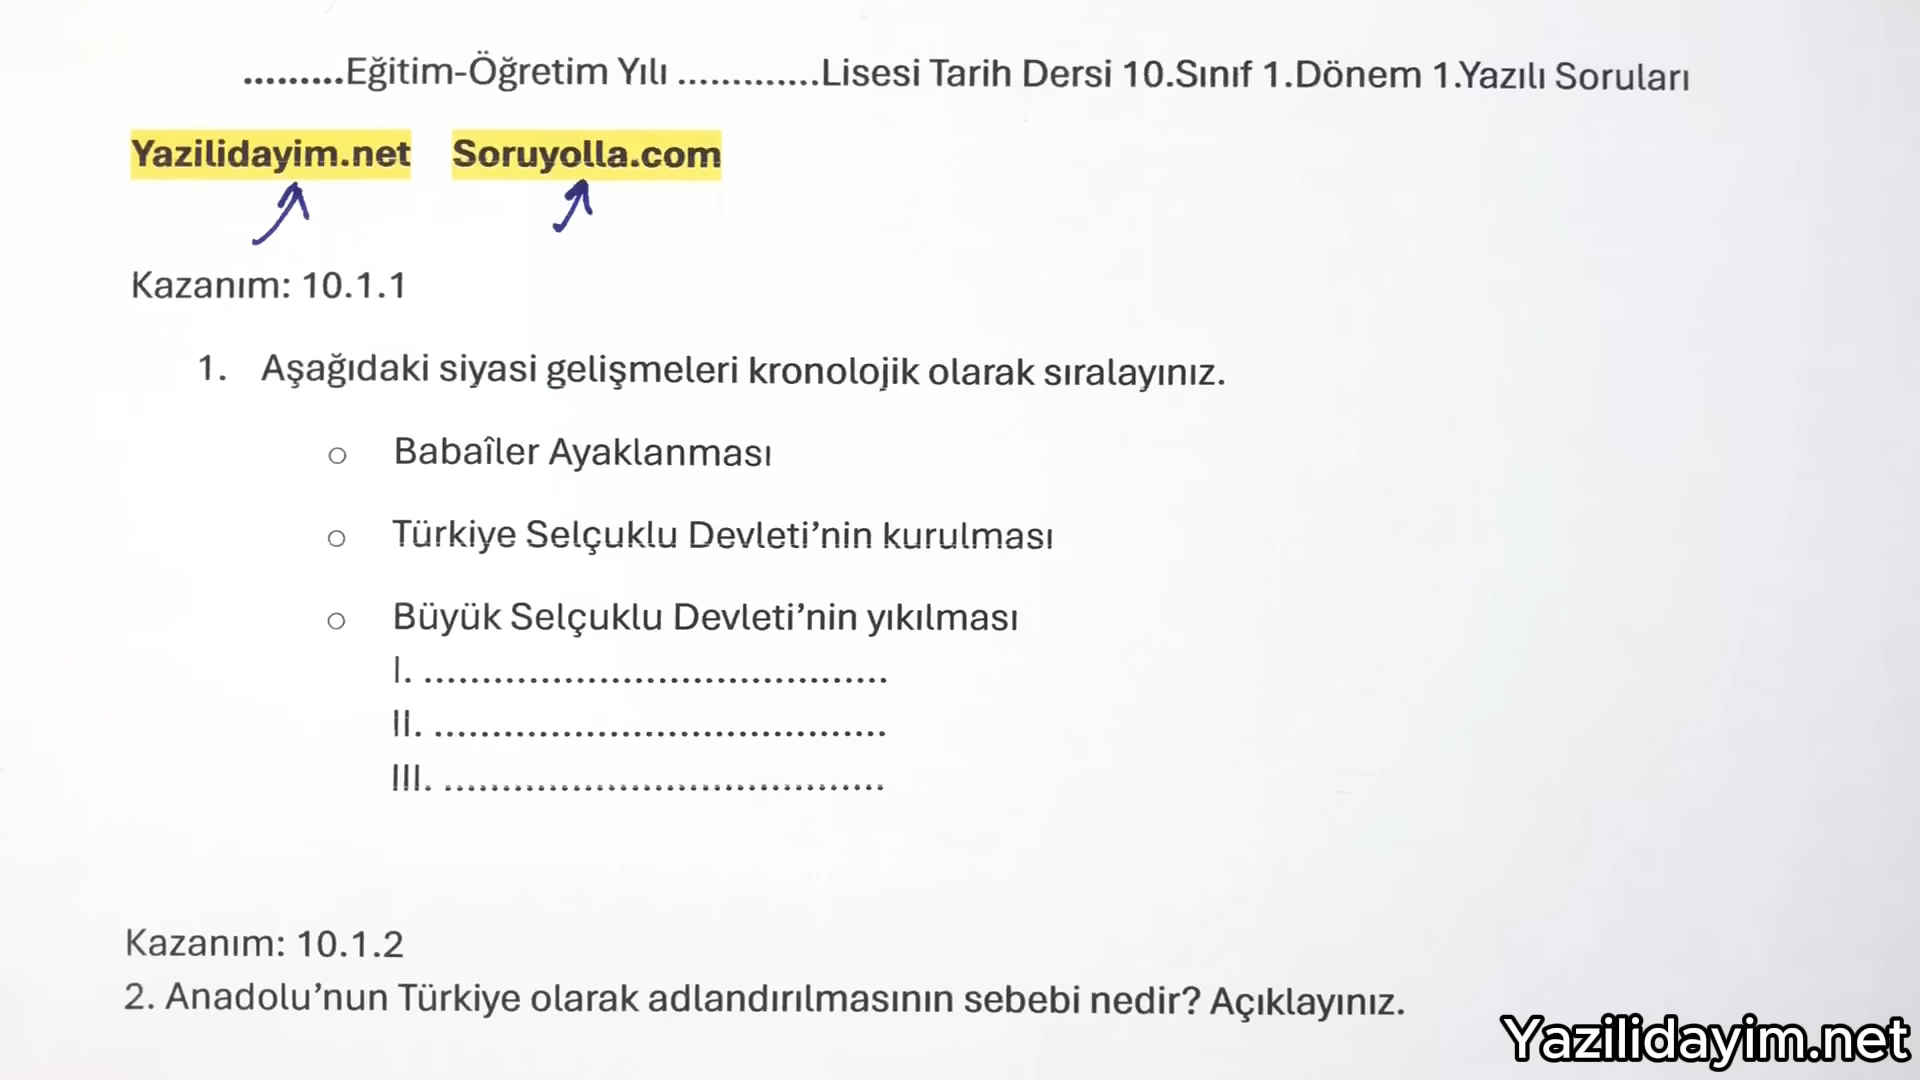 .........Eğitim-Öğretim Yılı .............Lisesi Tarih Dersi 10.Sınıf 1.Dönem 1.Yazılı Soruları
Yazilidayim.net Soruyolla.com
Kazanım: 10.1.1
1. Aşağıdaki siyasi gelişmeleri kronolojik olarak sıralayınız.
○ Babaîler Ayaklanması
○ Türkiye Selçuklu Devleti’nin kurulması
○ Büyük Selçuklu Devleti’nin yıkılması
I. ........................................
II. .......................................
III. ......................................
Kazanım: 10.1.2
2. Anadolu’nun Türkiye olarak adlandırılmasının sebebi nedir? Açıklayınız.
Yazilidayim.net